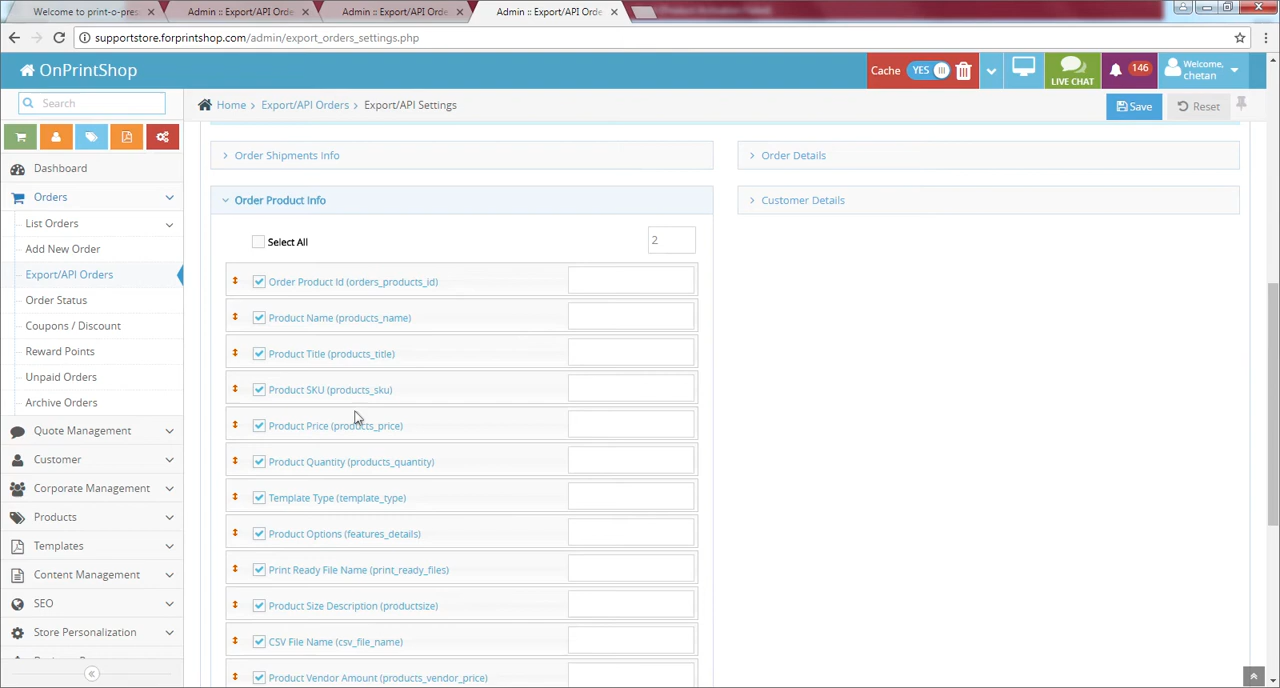 Welcome to print-o-pres
Admin :: Export/API Orde
Admin :: Export/API Orde
Admin :: Export/API Orde
supportstore.forprintshop.com/admin/export_orders_settings.php
OnPrintShop
Cache YES
LIVE CHAT
146
Welcome,
chetan
Search
Home > Export/API Orders > Export/API Settings
Save
Reset
Dashboard
Orders
List Orders
Add New Order
Export/API Orders
Order Status
Coupons / Discount
Reward Points
Unpaid Orders
Archive Orders
Quote Management
Customer
Corporate Management
Products
Templates
Content Management
SEO
Store Personalization
Order Shipments Info
Order Details
Order Product Info
Customer Details
Select All
2
Order Product Id (orders_products_id)
Product Name (products_name)
Product Title (products_title)
Product SKU (products_sku)
Product Price (products_price)
Product Quantity (products_quantity)
Template Type (template_type)
Product Options (features_details)
Print Ready File Name (print_ready_files)
Product Size Description (productsize)
CSV File Name (csv_file_name)
Product Vendor Amount (products_vendor_price)